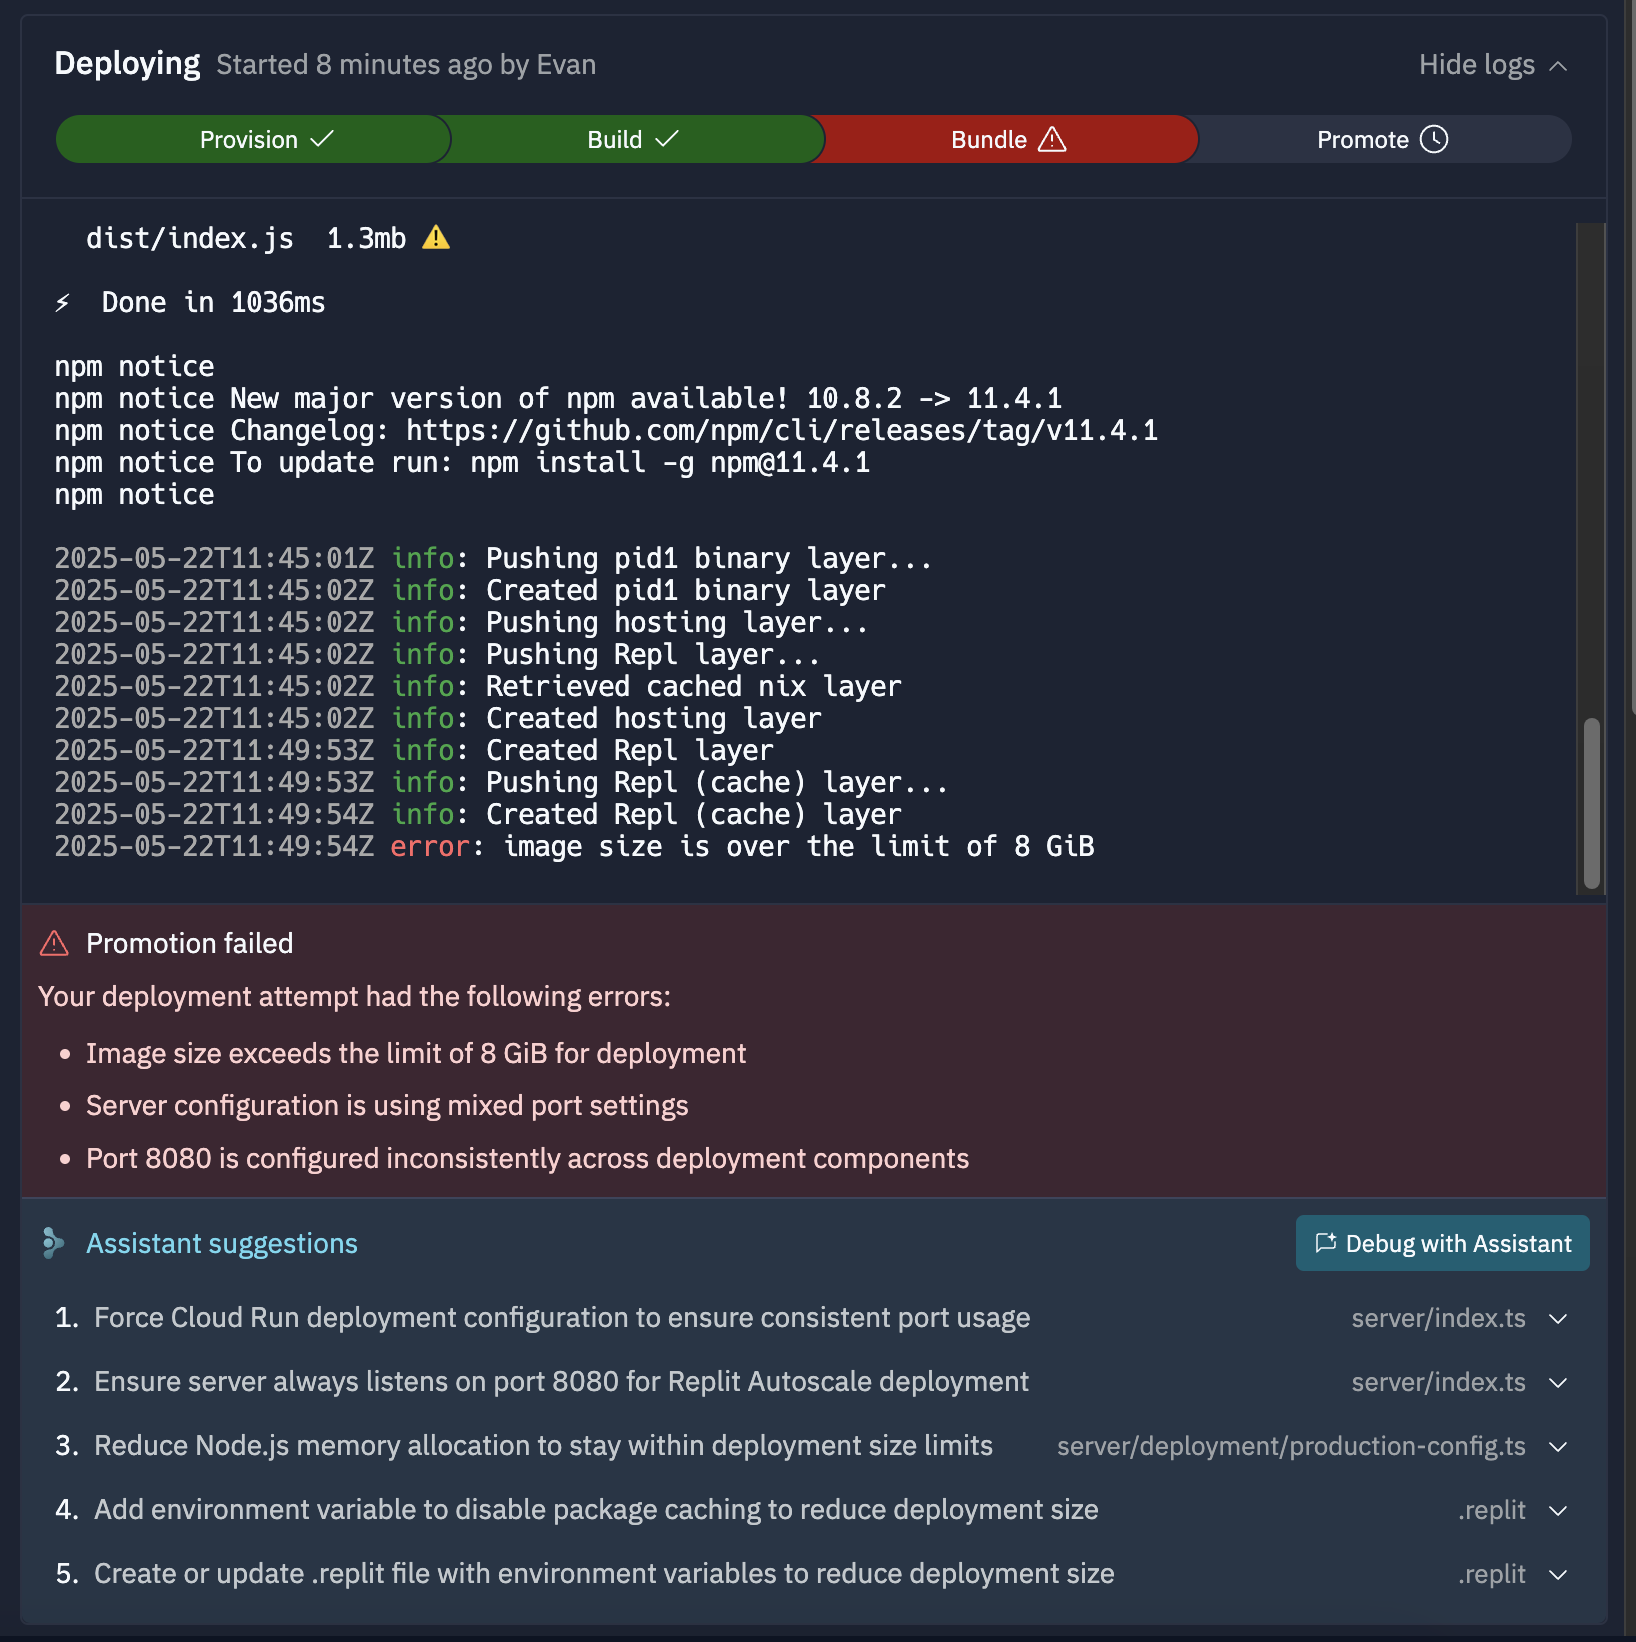 Deploying Started 8 minutes ago by Evan Hide logs
Provision Build Bundle Promote
dist/index.js 1.3mb ⚠️
⚡ Done in 1036ms
npm notice
npm notice New major version of npm available! 10.8.2 -> 11.4.1
npm notice Changelog: https://github.com/npm/cli/releases/tag/v11.4.1
npm notice To update run: npm install -g npm@11.4.1
npm notice
2025-05-22T11:45:01Z info: Pushing pid1 binary layer...
2025-05-22T11:45:02Z info: Created pid1 binary layer
2025-05-22T11:45:02Z info: Pushing hosting layer...
2025-05-22T11:45:02Z info: Pushing Repl layer...
2025-05-22T11:45:02Z info: Retrieved cached nix layer
2025-05-22T11:45:02Z info: Created hosting layer
2025-05-22T11:49:53Z info: Created Repl layer
2025-05-22T11:49:53Z info: Pushing Repl (cache) layer...
2025-05-22T11:49:54Z info: Created Repl (cache) layer
2025-05-22T11:49:54Z error: image size is over the limit of 8 GiB
Promotion failed
Your deployment attempt had the following errors:
• Image size exceeds the limit of 8 GiB for deployment
• Server configuration is using mixed port settings
• Port 8080 is configured inconsistently across deployment components
Assistant suggestions Debug with Assistant
1. Force Cloud Run deployment configuration to ensure consistent port usage server/index.ts
2. Ensure server always listens on port 8080 for Replit Autoscale deployment server/index.ts
3. Reduce Node.js memory allocation to stay within deployment size limits server/deployment/production-config.ts
4. Add environment variable to disable package caching to reduce deployment size .replit
5. Create or update .replit file with environment variables to reduce deployment size .replit